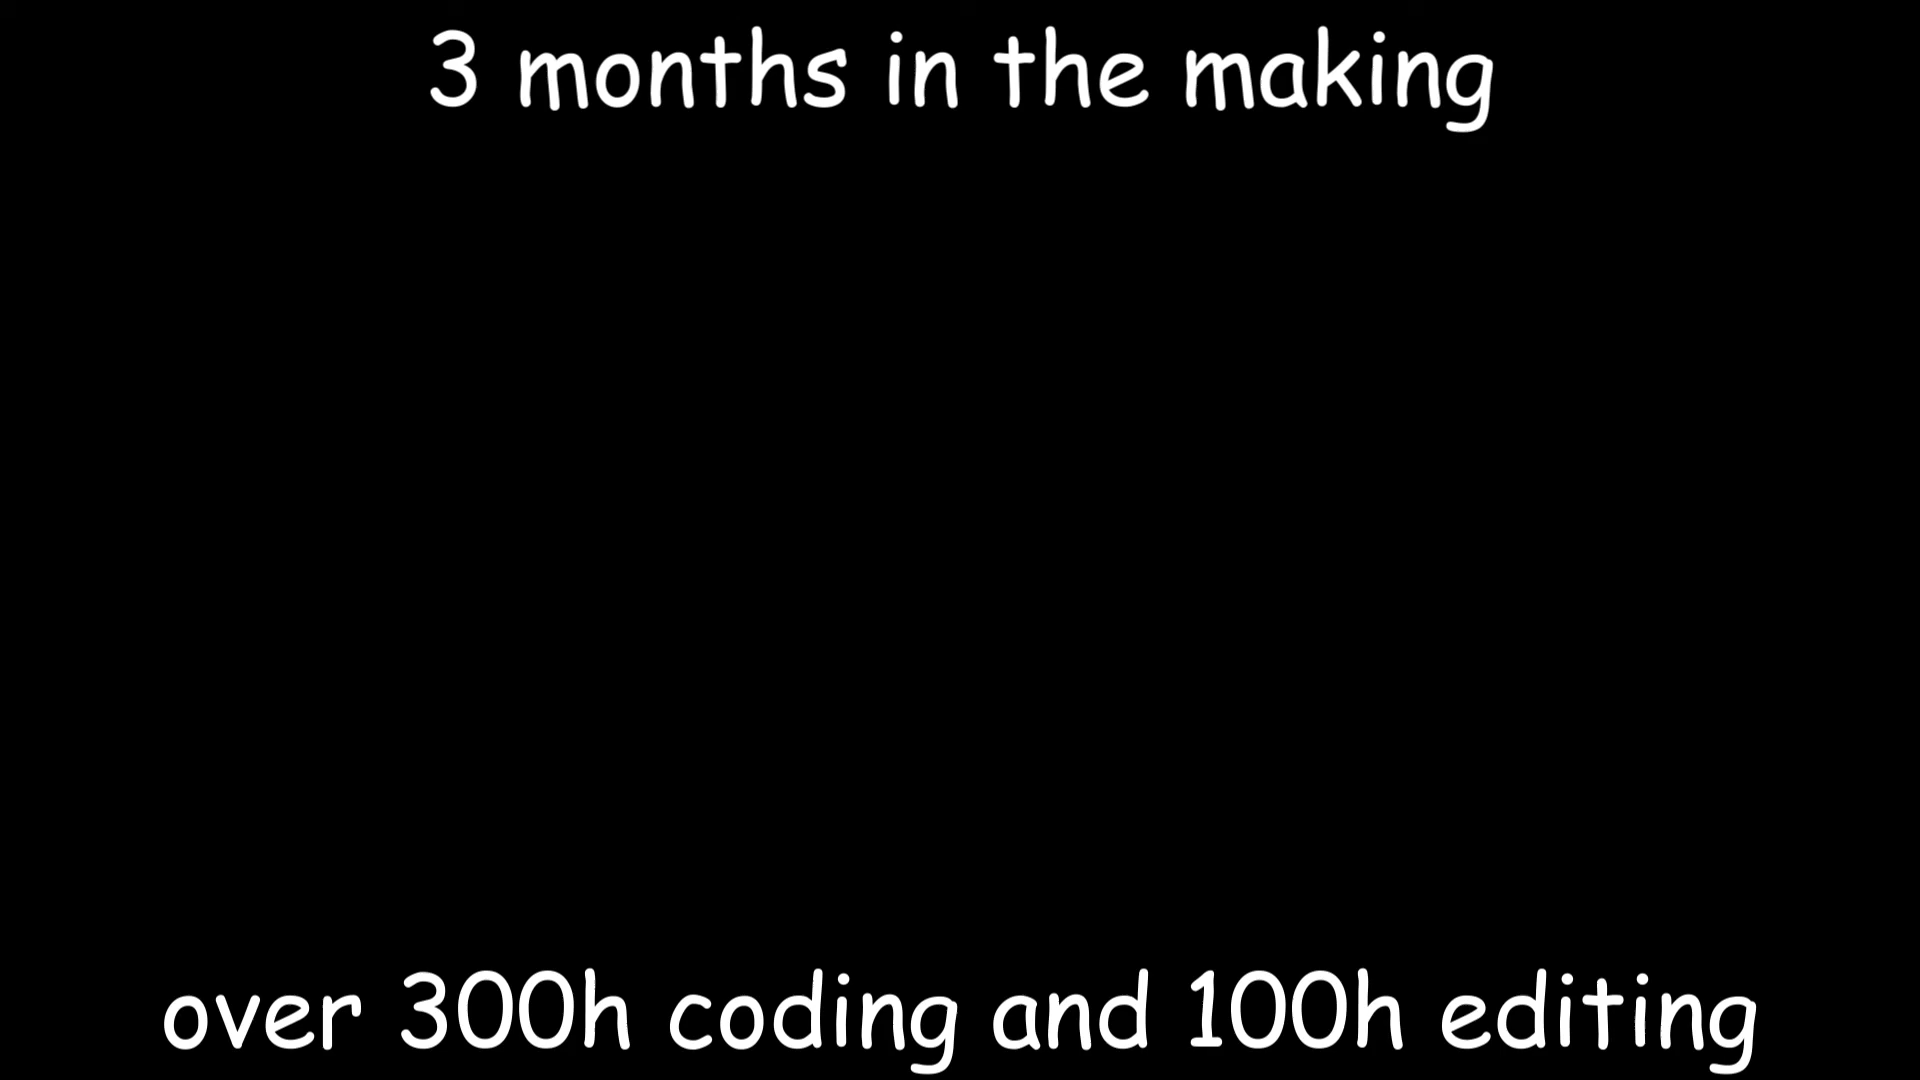 3 months in the making
over 300h coding and 100h editing